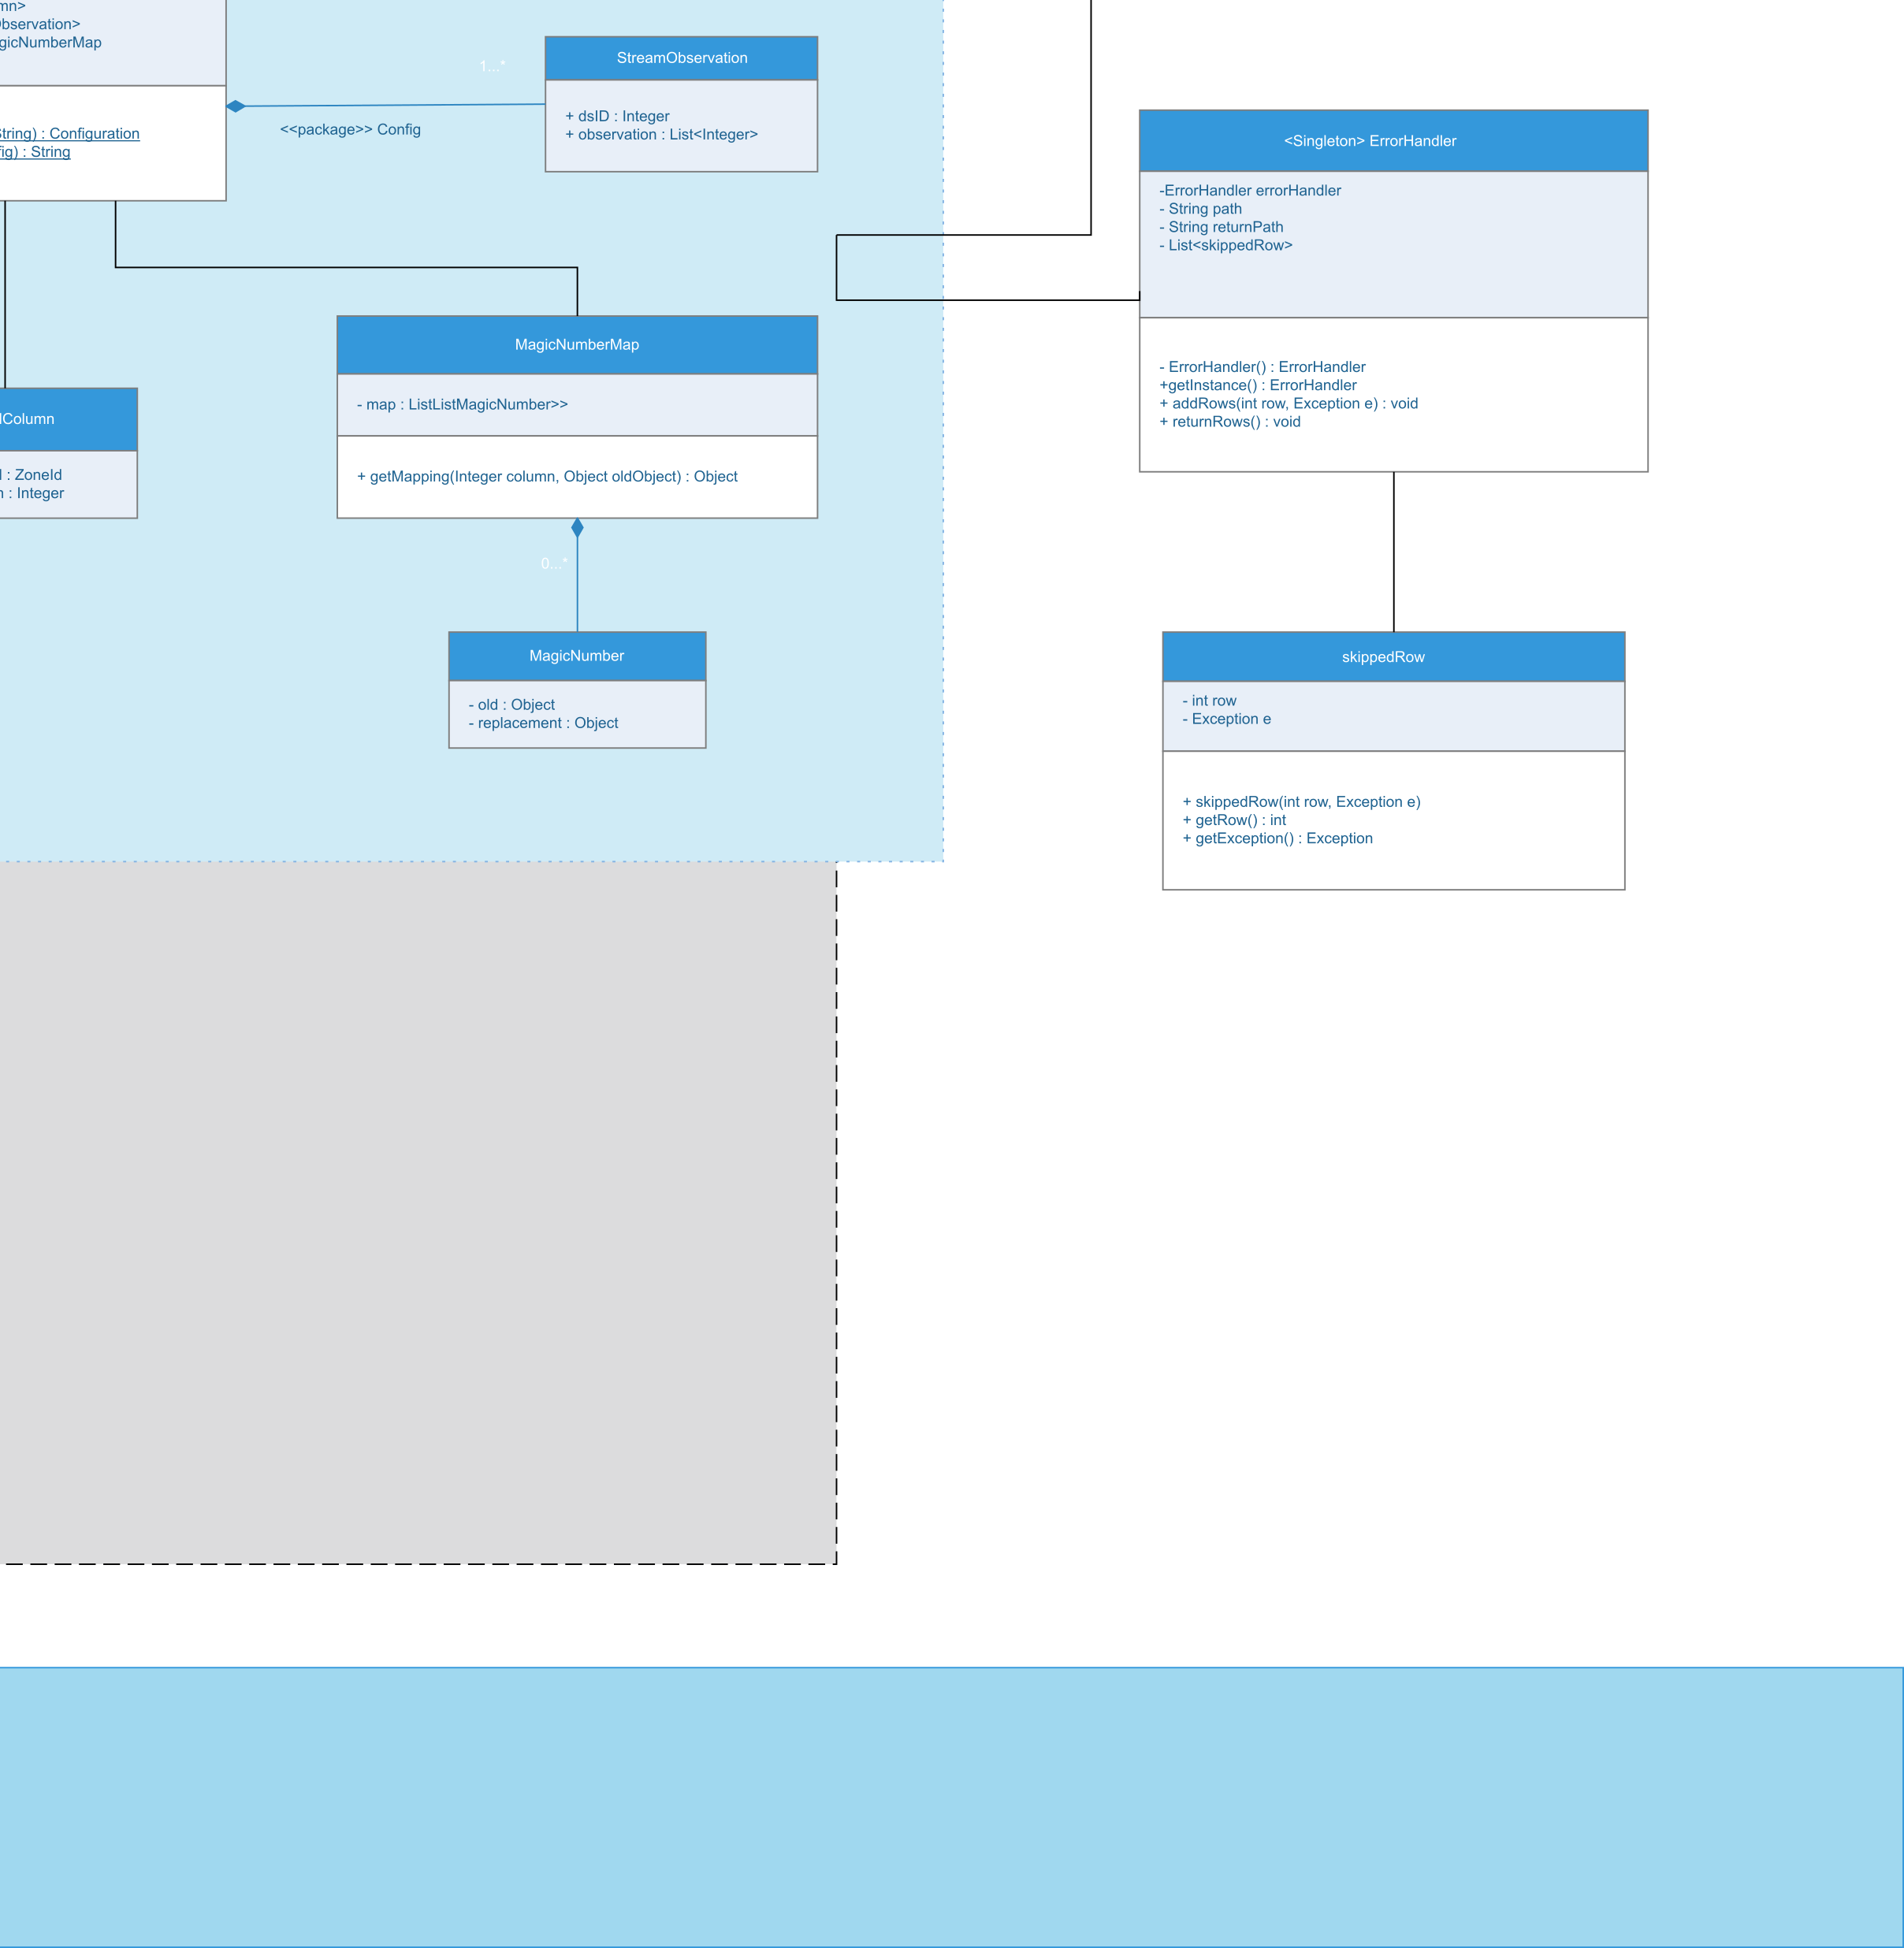 mn>
Observation>
gicNumberMap
String) : Configuration
fig) : String
1...*
<<package>> Config
StreamObservation
+ dsID : Integer
+ observation : List<Integer>
<Singleton> ErrorHandler
-ErrorHandler errorHandler
- String path
- String returnPath
- List<skippedRow>
- ErrorHandler() : ErrorHandler
+getInstance() : ErrorHandler
+ addRows(int row, Exception e) : void
+ returnRows() : void
MagicNumberMap
- map : ListListMagicNumber>>
+ getMapping(Integer column, Object oldObject) : Object
Column
: ZoneId
: Integer
0...*
MagicNumber
- old : Object
- replacement : Object
skippedRow
- int row
- Exception e
+ skippedRow(int row, Exception e)
+ getRow() : int
+ getException() : Exception